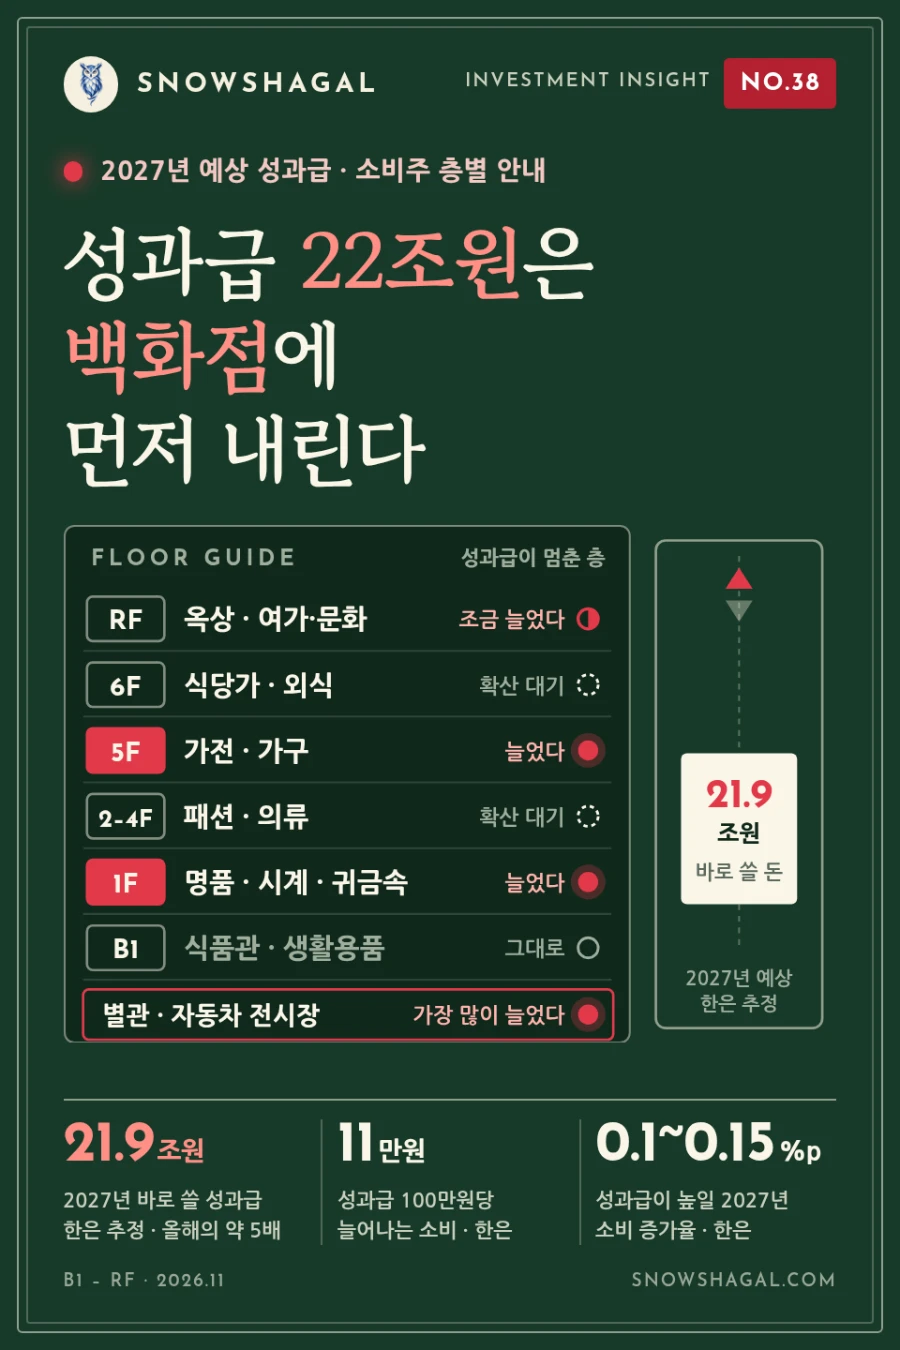 SNOWSHAGAL
INVESTMENT INSIGHT NO.38
2027년 예상 성과급 · 소비주 층별 안내
성과급 22조원은
백화점에
먼저 내린다
FLOOR GUIDE 성과급이 멈춘 층
RF 옥상 · 여가·문화 조금 늘었다
6F 식당가 · 외식 확산 대기
5F 가전 · 가구 늘었다
2-4F 패션 · 의류 확산 대기
1F 명품 · 시계 · 귀금속 늘었다
B1 식품관 · 생활용품 그대로
별관 · 자동차 전시장 가장 많이 늘었다
21.9
조원
바로 쓸 돈
2027년 예상
한은 추정
21.9조원
2027년 바로 쓸 성과급
한은 추정 · 올해의 약 5배
11만원
성과급 100만원당
늘어나는 소비 · 한은
0.1~0.15 %p
성과급이 높일 2027년
소비 증가율 · 한은
B1 - RF · 2026.11
SNOWSHAGAL.COM